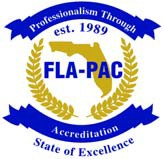 Professionalism Through
est. 1989
FLA-PAC
Accreditation
State of Excellence